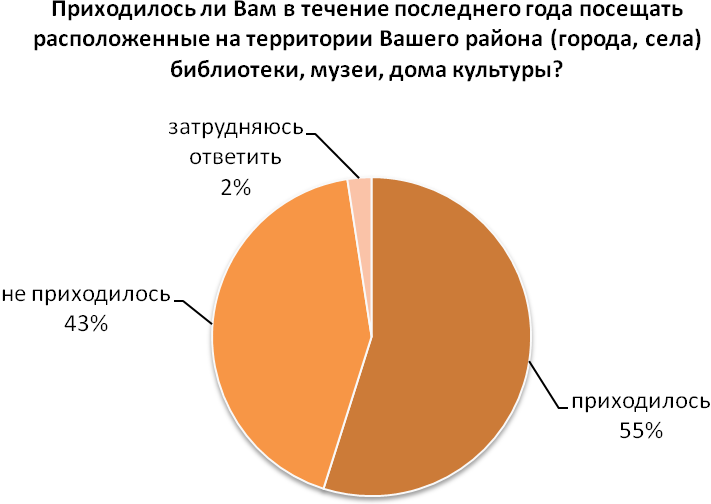 Приходилось ли Вам в течение последнего года посещать
расположенные на территории Вашего района (города, села)
библиотеки, музеи, дома культуры?
затрудняюсь
ответить
2%
не приходилось
43%
приходилось
55%